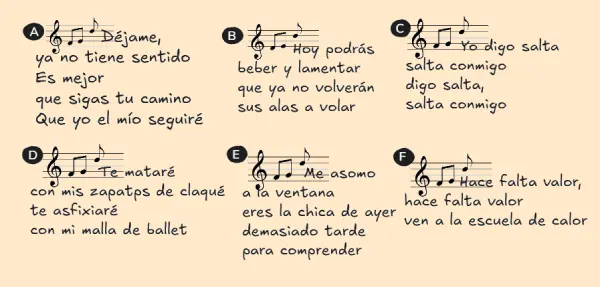 A Déjame,
ya no tiene sentido
Es mejor
que sigas tu camino
Que yo el mío seguiré
B Hoy podrás
beber y lamentar
que ya no volverán
sus alas a volar
C Yo digo salta
salta conmigo
digo salta,
salta conmigo
D Te mataré
con mis zapatps de claqué
te asfixiaré
con mi malla de ballet
E Me asomo
a la ventana
eres la chica de ayer
demasiado tarde
para comprender
F Hace falta valor,
hace falta valor
ven a la escuela de calor